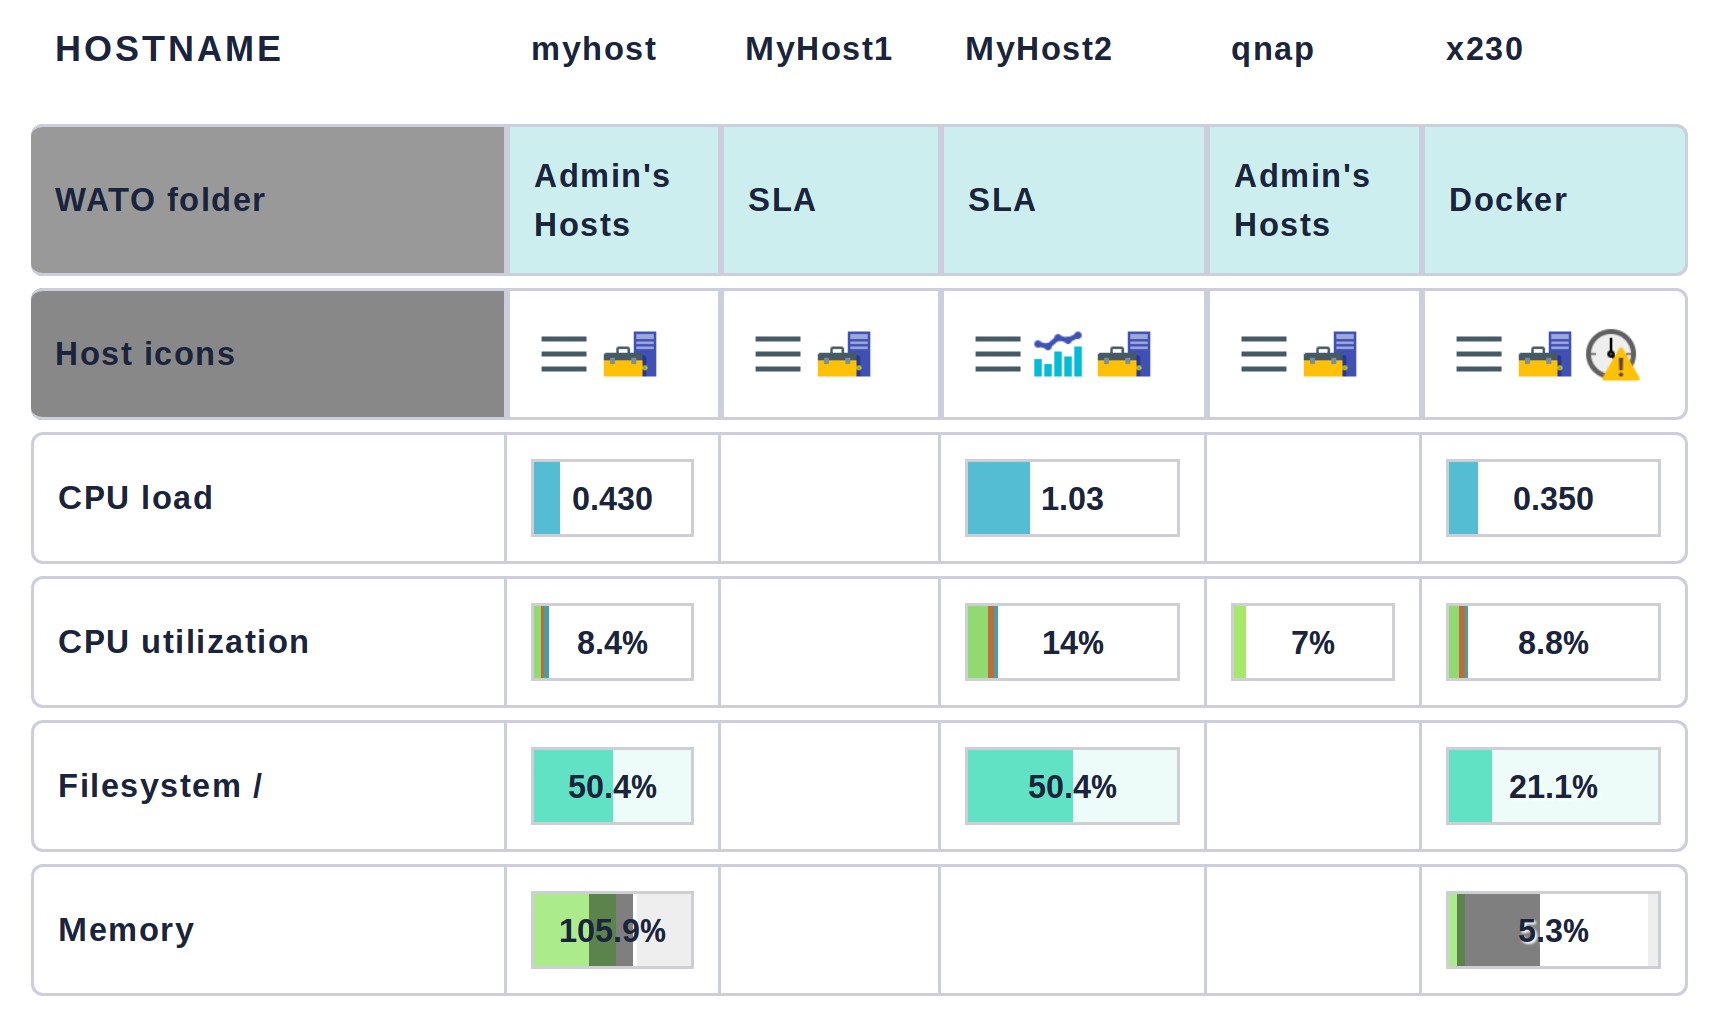 HOSTNAME myhost MyHost1 MyHost2 qnap x230
WATO folder Admin's Hosts SLA SLA Admin's Hosts Docker
Host icons
CPU load 0.430 1.03 0.350
CPU utilization 8.4% 14% 7% 8.8%
Filesystem / 50.4% 50.4% 21.1%
Memory 105.9% 5.3%